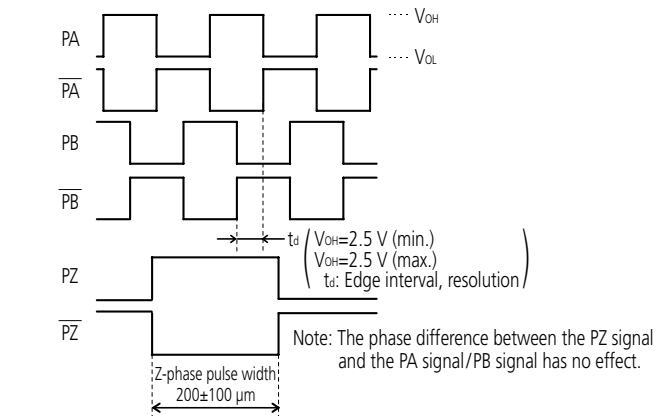 PA
VOH
VOL
PA
PB
PB
td
VOH=2.5 V (min.)
VOH=2.5 V (max.)
td: Edge interval, resolution
PZ
PZ
Note: The phase difference between the PZ signal
and the PA signal/PB signal has no effect.
Z-phase pulse width
200±100 µm